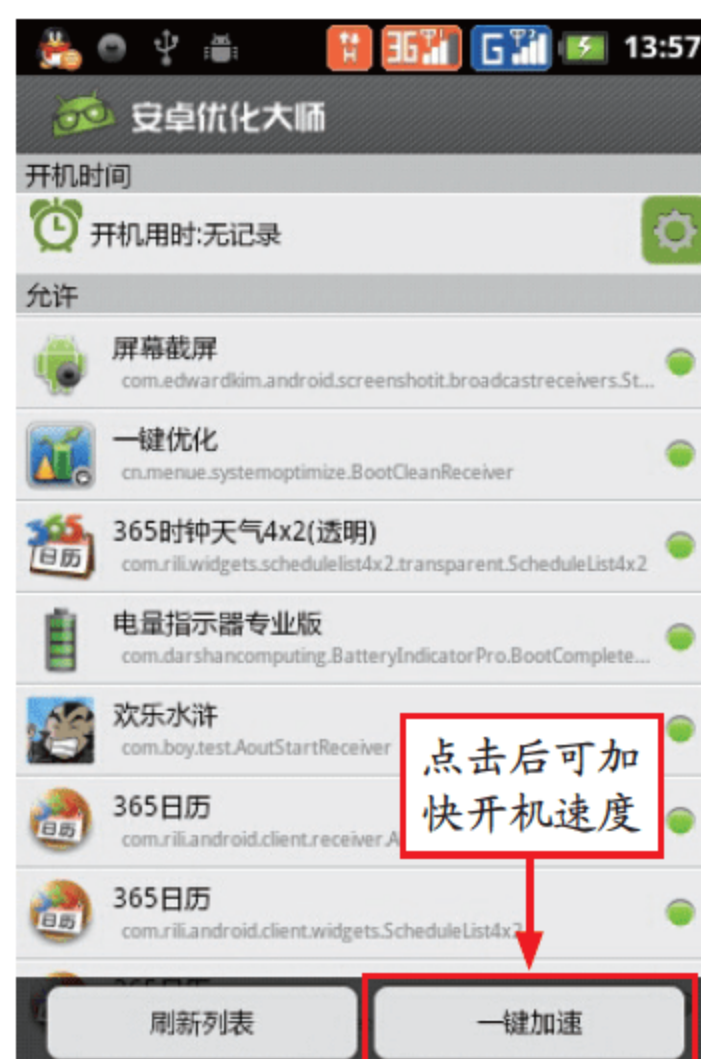 H 3G G 13:57
安卓优化大师
开机时间
开机用时:无记录
允许
屏幕截屏
com.edwardkim.android.screenshotit.broadcastreceivers.St...
一键优化
cn.menue.systemoptimize.BootCleanReceiver
365时钟天气4x2(透明)
com.rili.widgets.schedulelist4x2.transparent.ScheduleList4x2
电量指示器专业版
com.darshancomputing.BatteryIndicatorPro.BootComplete...
欢乐水浒
com.boy.test.AoutStartReceiver
点击后可加
快开机速度
365日历
com.rili.android.client.receiver.A
365日历
com.rili.android.client.widgets.ScheduleList4x2
365日历
刷新列表
一键加速